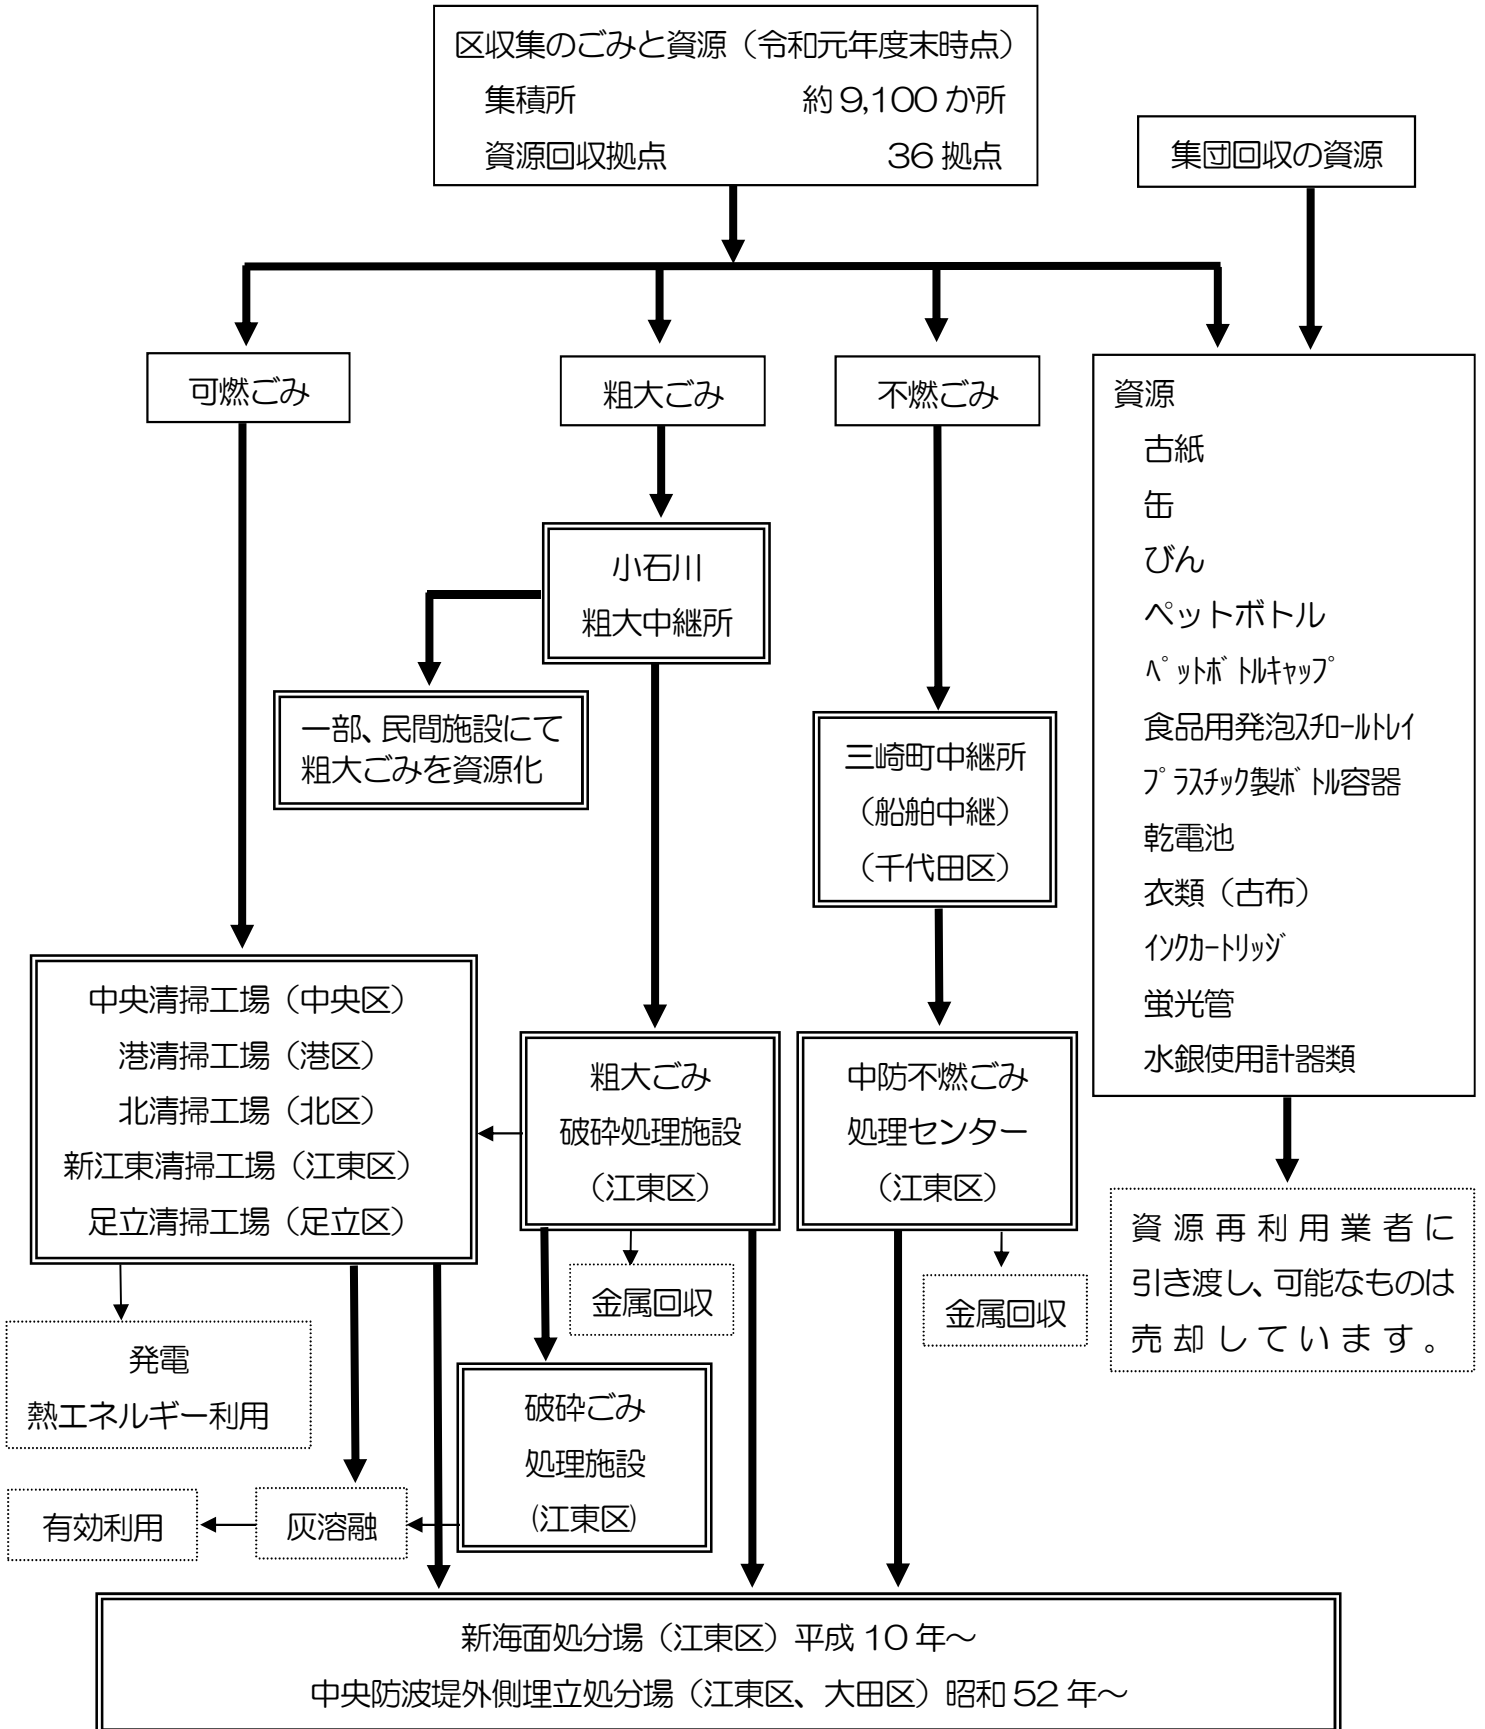 区収集のごみと資源（令和元年度末時点）
集積所 約9,100か所
資源回収拠点 36拠点
集団回収の資源
可燃ごみ
粗大ごみ
不燃ごみ
資源
古紙
缶
びん
ペットボトル
ﾍﾟｯﾄﾎﾞﾄﾙｷｬｯﾌﾟ
食品用発泡ｽﾁﾛｰﾙﾄﾚｲ
ﾌﾟﾗｽﾁｯｸ製ﾎﾞﾄﾙ容器
乾電池
衣類（古布）
ｲﾝｸｶｰﾄﾘｯｼﾞ
蛍光管
水銀使用計器類
小石川
粗大中継所
一部、民間施設にて
粗大ごみを資源化
三崎町中継所
（船舶中継）
（千代田区）
中央清掃工場（中央区）
港清掃工場（港区）
北清掃工場（北区）
新江東清掃工場（江東区）
足立清掃工場（足立区）
粗大ごみ
破砕処理施設
（江東区）
中防不燃ごみ
処理センター
（江東区）
資源再利用業者に
引き渡し、可能なものは
売却しています。
金属回収
金属回収
発電
熱エネルギー利用
破砕ごみ
処理施設
(江東区)
有効利用
灰溶融
新海面処分場（江東区）平成10年～
中央防波堤外側埋立処分場（江東区、大田区）昭和52年～